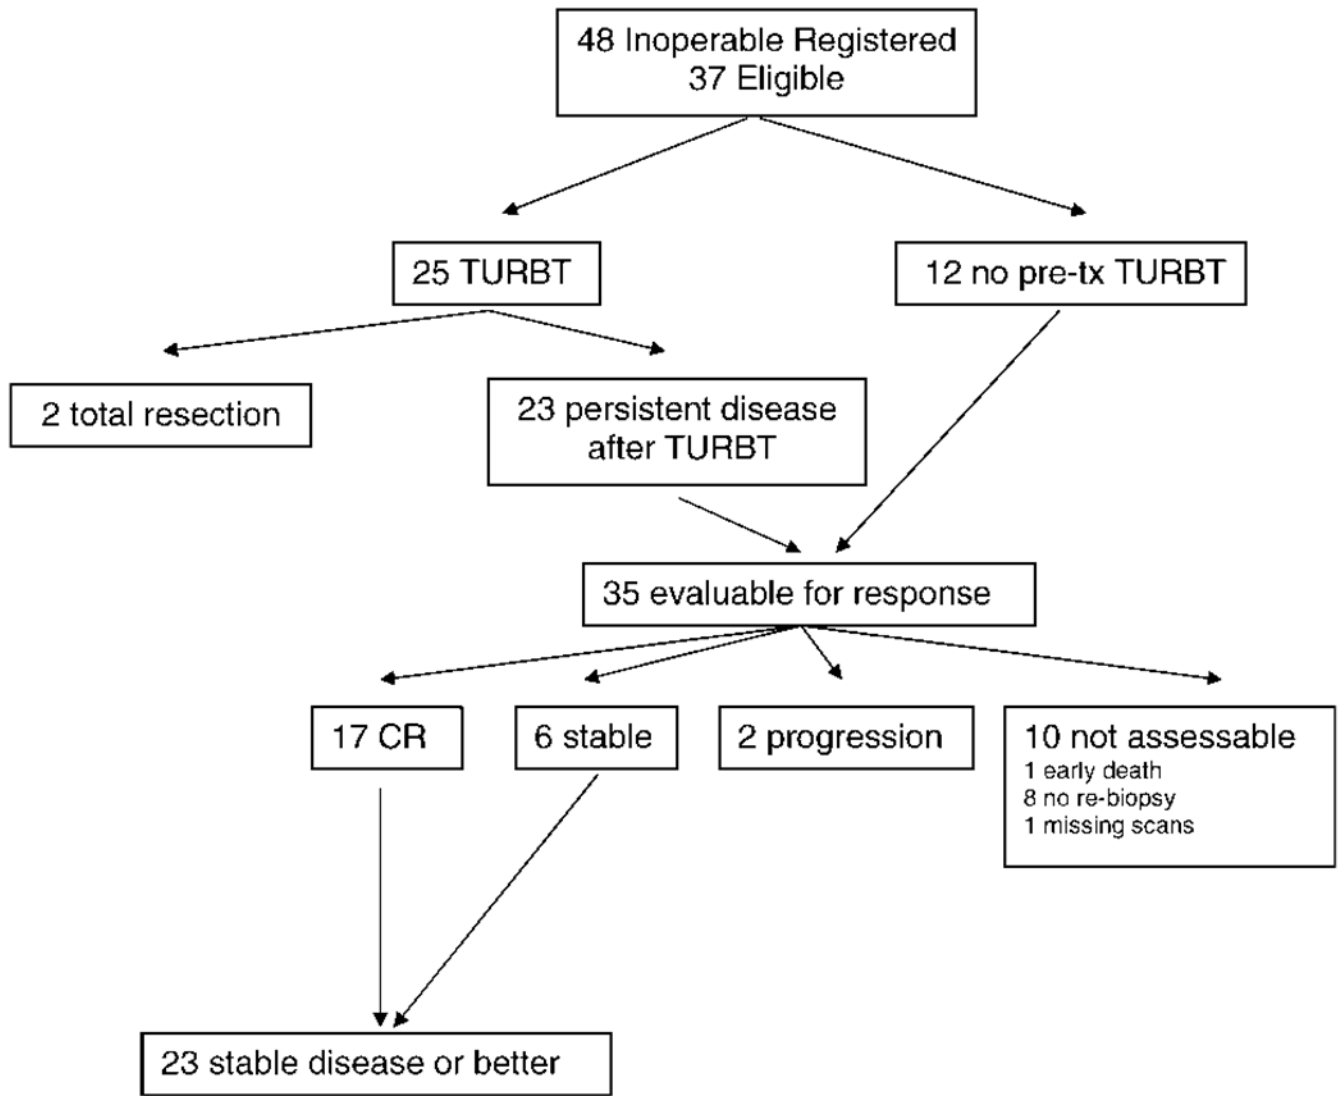 48 Inoperable Registered
37 Eligible
25 TURBT
12 no pre-tx TURBT
2 total resection
23 persistent disease
after TURBT
35 evaluable for response
17 CR
6 stable
2 progression
10 not assessable
1 early death
8 no re-biopsy
1 missing scans
23 stable disease or better